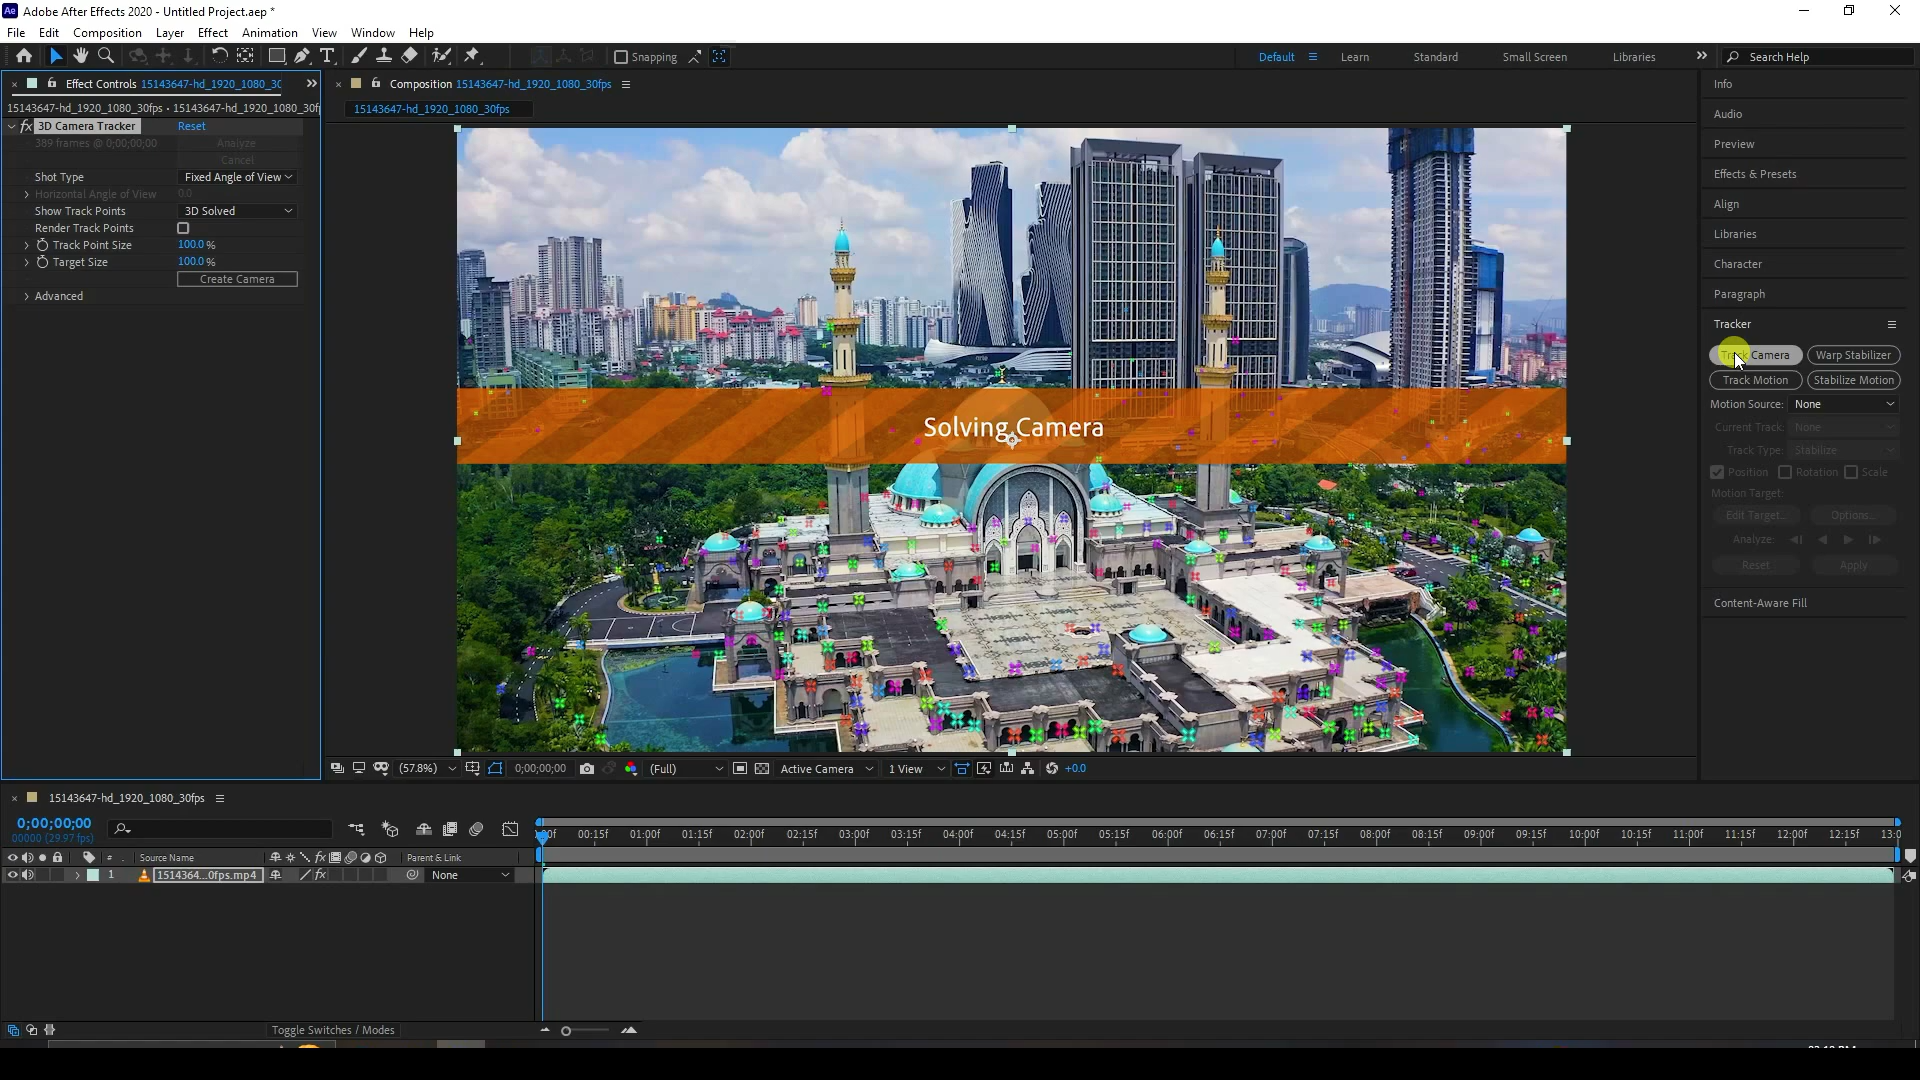 Adobe After Effects 2020 - Untitled Project.aep *
File Edit Composition Layer Effect Animation View Window Help
Snapping
Default Learn Standard Small Screen Libraries Search Help
Effect Controls 15143647-hd_1920_1080_30
15143647-hd_1920_1080_30fps • 15143647-hd_1920_1080_30fp
fx 3D Camera Tracker Reset
389 frames @ 0;00;00;00 Analyze
Cancel
Shot Type Fixed Angle of View
Horizontal Angle of View 0.0
Show Track Points 3D Solved
Render Track Points
Track Point Size 100.0 %
Target Size 100.0 %
Create Camera
Advanced
Composition 15143647-hd_1920_1080_30fps
15143647-hd_1920_1080_30fps
Solving Camera
(57.8%) 0;00;00;00 (Full) Active Camera 1 View +0.0
Info
Audio
Preview
Effects & Presets
Align
Libraries
Character
Paragraph
Tracker
Track Camera Warp Stabilizer
Track Motion Stabilize Motion
Motion Source: None
Current Track: None
Track Type: Stabilize
Position Rotation Scale
Motion Target:
Edit Target... Options...
Analyze:
Reset Apply
Content-Aware Fill
15143647-hd_1920_1080_30fps
0;00;00;00
00000 (29.97 fps)
00:15f 01:00f 01:15f 02:00f 02:15f 03:00f 03:15f 04:00f 04:15f 05:00f 05:15f 06:00f 06:15f 07:00f 07:15f 08:00f 08:15f 09:00f 09:15f 10:00f 10:15f 11:00f 11:15f 12:00f 12:15f 13:0
# Source Name fx Parent & Link
1 1514364...0fps.mp4 fx None
Toggle Switches / Modes